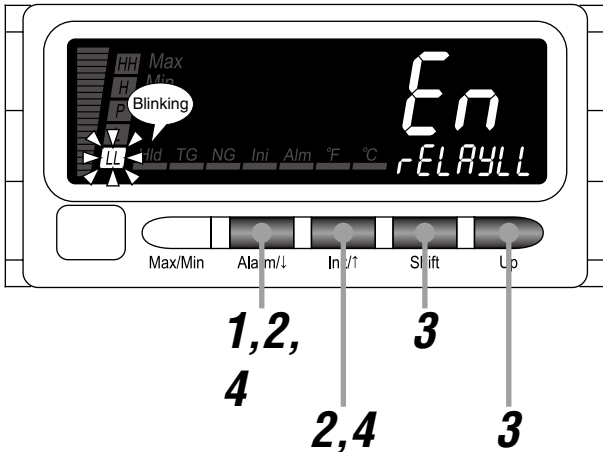 HH Max
H Min
En
P
Blinking
L
LL Hld TG NG Ini Alm °F °C rELAYLL
Max/Min Alarm/↓ Ini/↑ Shift Up
1,2,
4
3
2,4
3